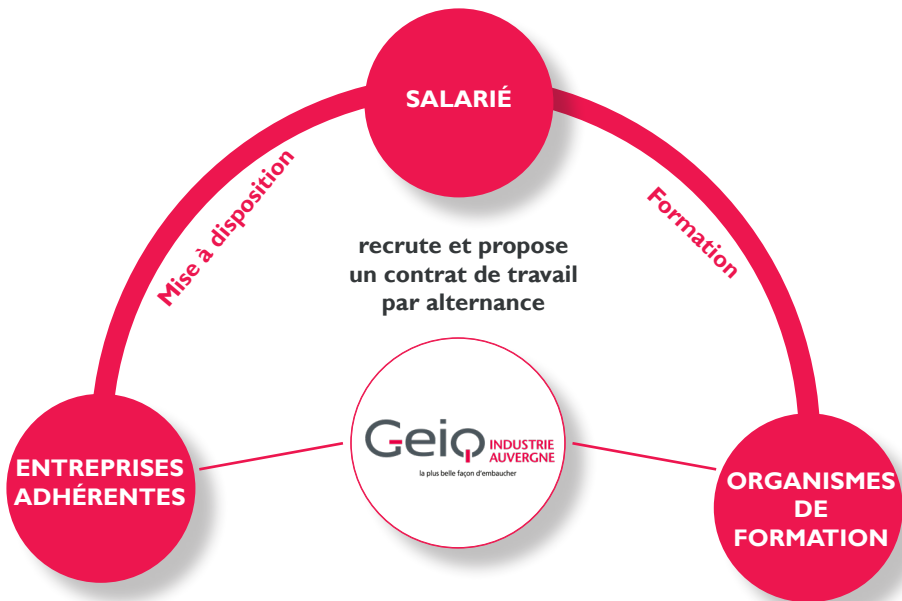 SALARIÉ
Mise à disposition
Formation
recrute et propose
un contrat de travail
par alternance
Geiq INDUSTRIE
AUVERGNE
la plus belle façon d'embaucher
ENTREPRISES
ADHÉRENTES
ORGANISMES
DE
FORMATION